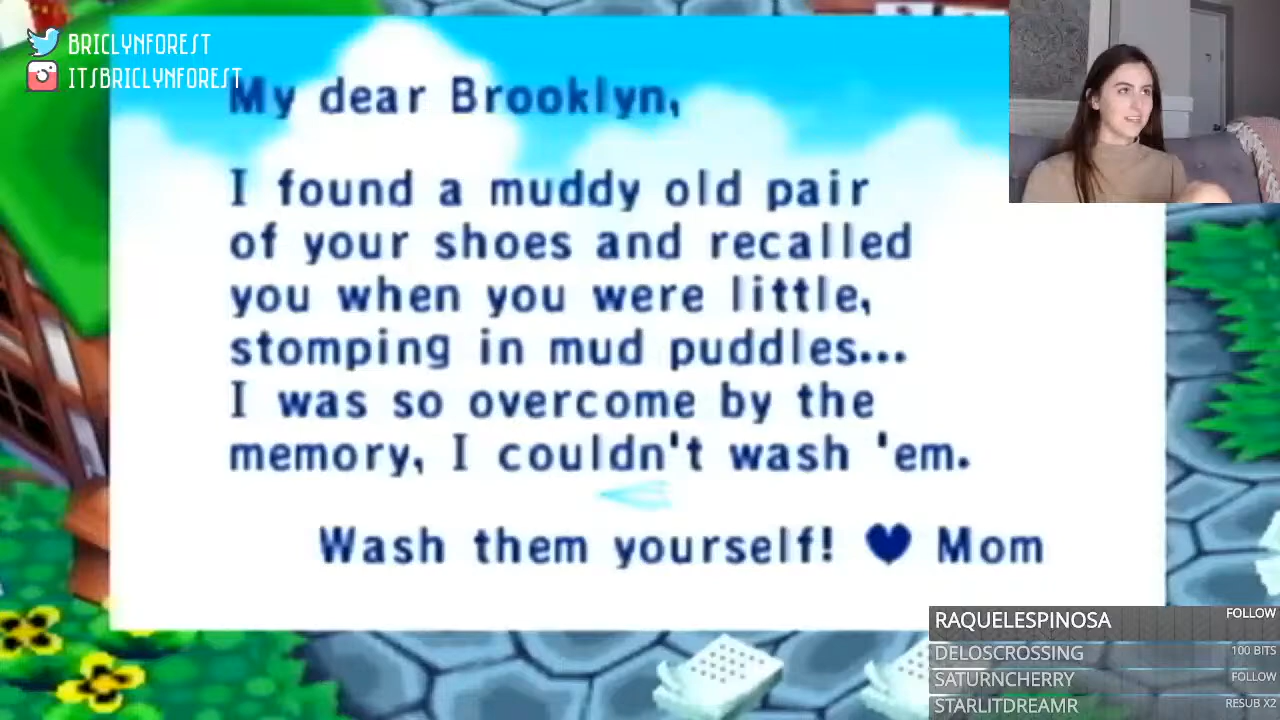 BRICLYNFOREST
ITSBRICLYNFOREST
My dear Brooklyn,
I found a muddy old pair
of your shoes and recalled
you when you were little,
stomping in mud puddles...
I was so overcome by the
memory, I couldn't wash 'em.
Wash them yourself! ♥ Mom
RAQUELESPINOSA FOLLOW
DELOSCROSSING 100 BITS
SATURNCHERRY FOLLOW
STARLITDREAMR RESUB X2